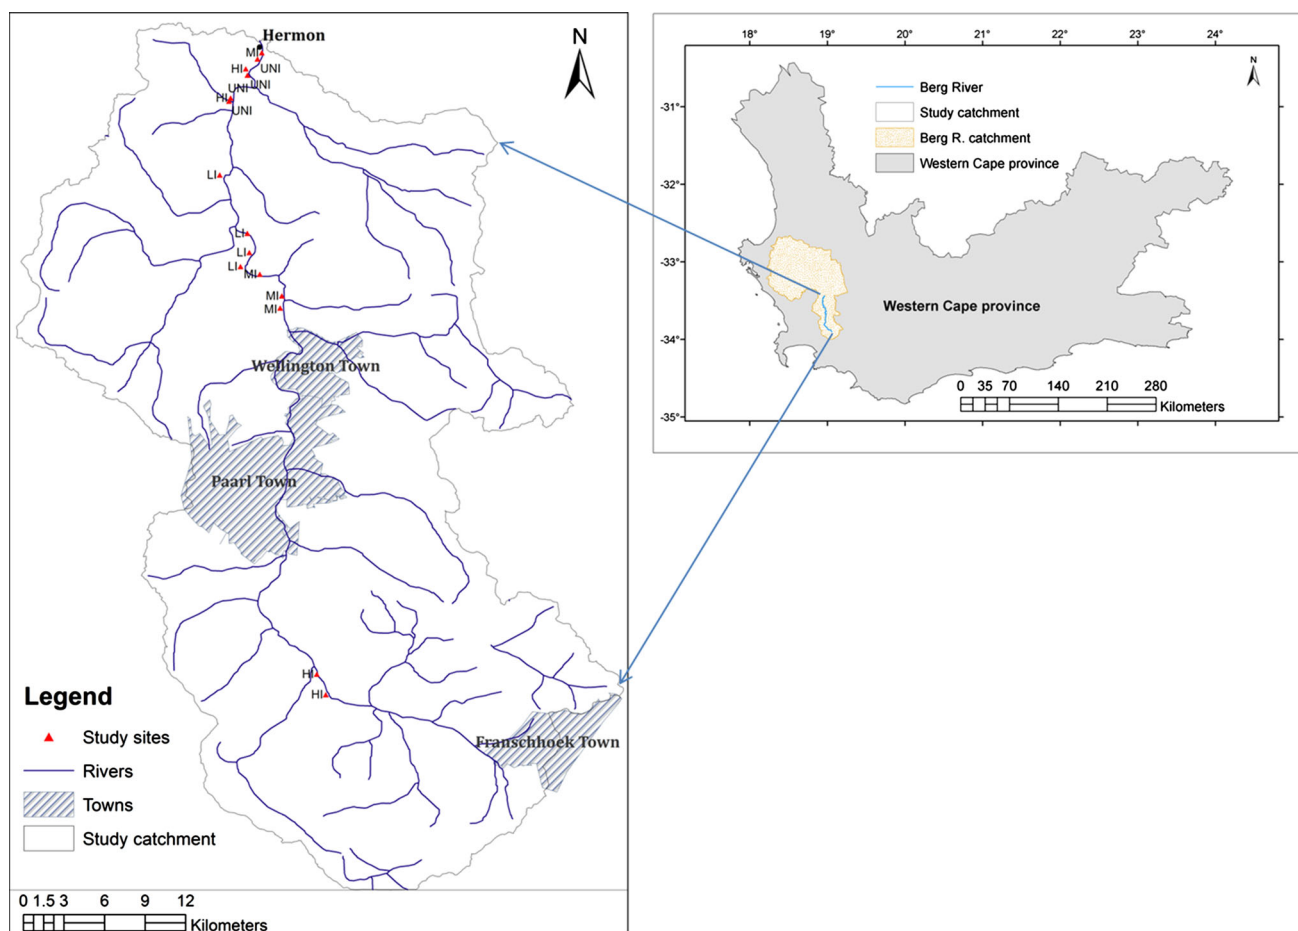 Hermon
N
MI
UNI
HI
UNI
UNI
HI
UNI
LI
LI
LI
LI
MI
MI
MI
Wellington Town
Paarl Town
HI
HI
Franschhoek Town
Legend
Study sites
Rivers
Towns
Study catchment
0 1.5 3 6 9 12
Kilometers
18° 19° 20° 21° 22° 23° 24°
N
Berg River
Study catchment
Berg R. catchment
Western Cape province
-31°
-32°
-33°
-34°
-35°
Western Cape province
0 35 70 140 210 280
Kilometers